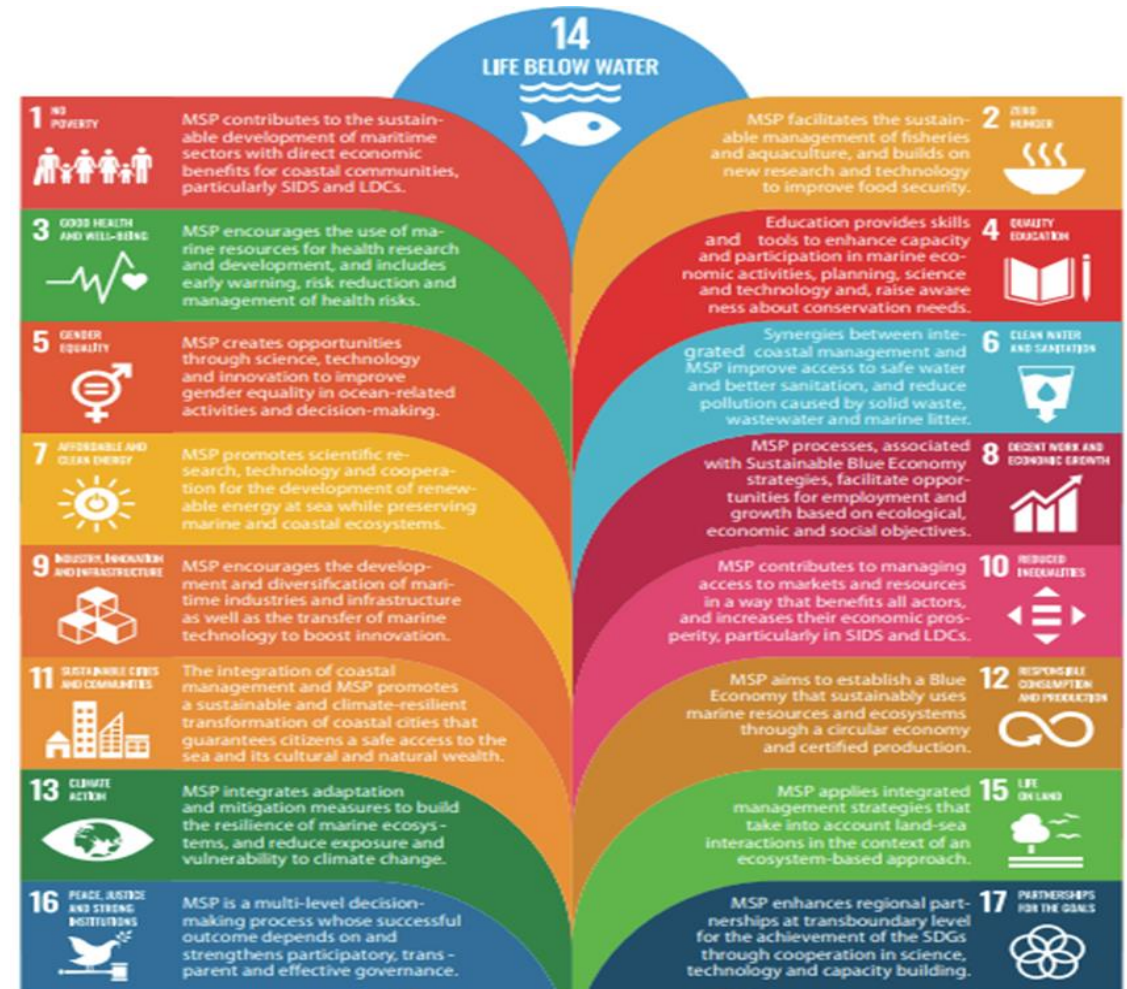 14
LIFE BELOW WATER
1 NO
POVERTY
MSP contributes to the sustain-
able development of maritime
sectors with direct economic
benefits for coastal communities,
particularly SIDS and LDCs.
2 ZERO
HUNGER
MSP facilitates the sustain-
able management of fisheries
and aquaculture, and builds on
new research and technology
to improve food security.
3 GOOD HEALTH
AND WELL-BEING
MSP encourages the use of ma-
rine resources for health research
and development, and includes
early warning, risk reduction and
management of health risks.
4 QUALITY
EDUCATION
Education provides skills
and tools to enhance capacity
and participation in marine eco-
nomic activities, planning, science
and technology and, raise aware
ness about conservation needs.
5 GENDER
EQUALITY
MSP creates opportunities
through science, technology
and innovation to improve
gender equality in ocean-related
activities and decision-making.
6 CLEAN WATER
AND SANITATION
Synergies between inte-
grated coastal management and
MSP improve access to safe water
and better sanitation, and reduce
pollution caused by solid waste,
wastewater and marine litter.
7 AFFORDABLE AND
CLEAN ENERGY
MSP promotes scientific re-
search, technology and coopera-
tion for the development of renew-
able energy at sea while preserving
marine and coastal ecosystems.
8 DECENT WORK AND
ECONOMIC GROWTH
MSP processes, associated
with Sustainable Blue Economy
strategies, facilitate oppor-
tunities for employment and
growth based on ecological,
economic and social objectives.
9 INDUSTRY, INNOVATION
AND INFRASTRUCTURE
MSP encourages the develop-
ment and diversification of mari-
time industries and infrastructure
as well as the transfer of marine
technology to boost innovation.
10 REDUCED
INEQUALITIES
MSP contributes to managing
access to markets and resources
in a way that benefits all actors,
and increases their economic pros-
perity, particularly in SIDS and LDCs.
11 SUSTAINABLE CITIES
AND COMMUNITIES
The integration of coastal
management and MSP promotes
a sustainable and climate-resilient
transformation of coastal cities that
guarantees citizens a safe access to the
sea and its cultural and natural wealth.
12 RESPONSIBLE
CONSUMPTION
AND PRODUCTION
MSP aims to establish a Blue
Economy that sustainably uses
marine resources and ecosystems
through a circular economy
and certified production.
13 CLIMATE
ACTION
MSP integrates adaptation
and mitigation measures to build
the resilience of marine ecosys-
tems, and reduce exposure and
vulnerability to climate change.
15 LIFE
ON LAND
MSP applies integrated
management strategies that
take into account land-sea
interactions in the context of an
ecosystem-based approach.
16 PEACE, JUSTICE
AND STRONG
INSTITUTIONS
MSP is a multi-level decision-
making process whose successful
outcome depends on and
strengthens participatory, trans-
parent and effective governance.
17 PARTNERSHIPS
FOR THE GOALS
MSP enhances regional part-
nerships at transboundary level
for the achievement of the SDGs
through cooperation in science,
technology and capacity building.